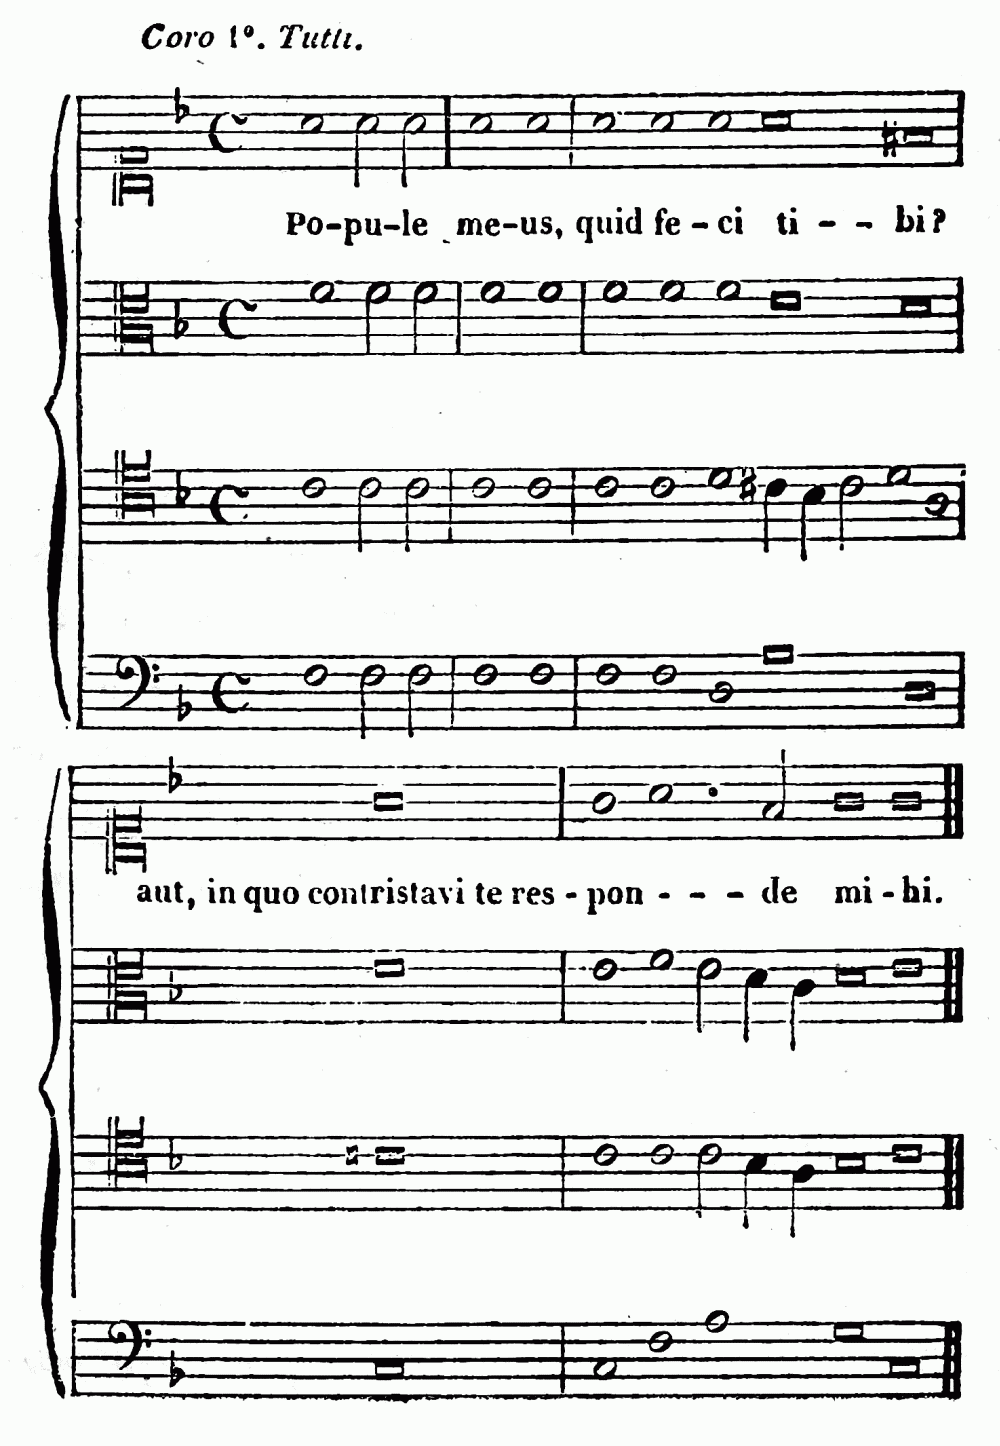 Coro 1º. Tutti.
Po-pu-le me-us, quid fe-ci ti - - bi?
aut, in quo contristavi te res-pon - - - de mi-hi.